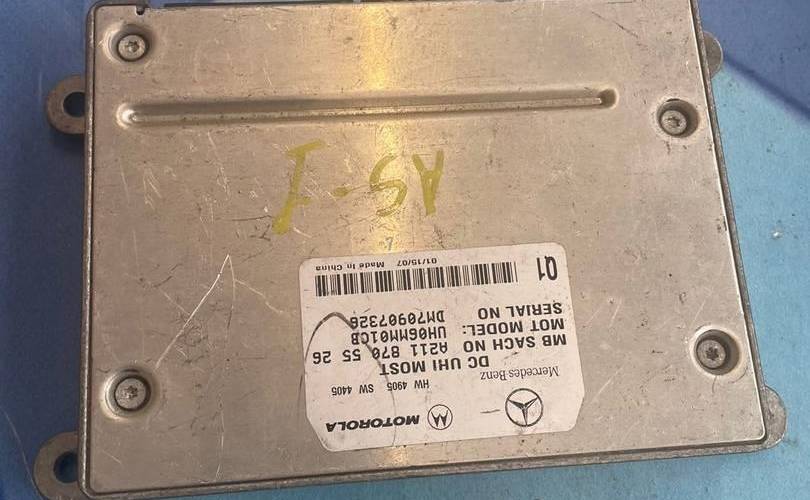 MOTOROLA
HW 4905 SW 4405
Mercedes-Benz
DC UHI MOST
MB SACH NO A211 870 55 26
MOT MODEL: UH06MM01CB
SERIAL NO DM70907326
Q1
01/15/07 Made In China
AS-I